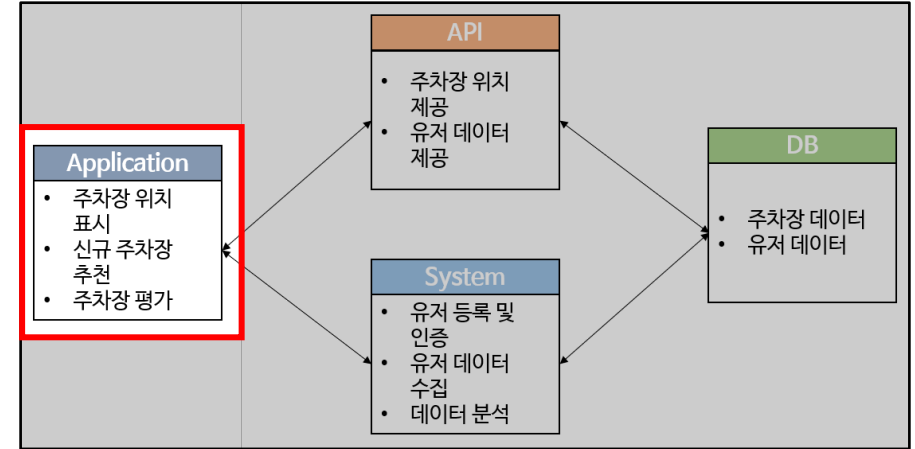 API
• 주차장 위치
제공
• 유저 데이터
제공
Application
• 주차장 위치
표시
• 신규 주차장
추천
• 주차장 평가
System
• 유저 등록 및
인증
• 유저 데이터
수집
• 데이터 분석
DB
• 주차장 데이터
• 유저 데이터